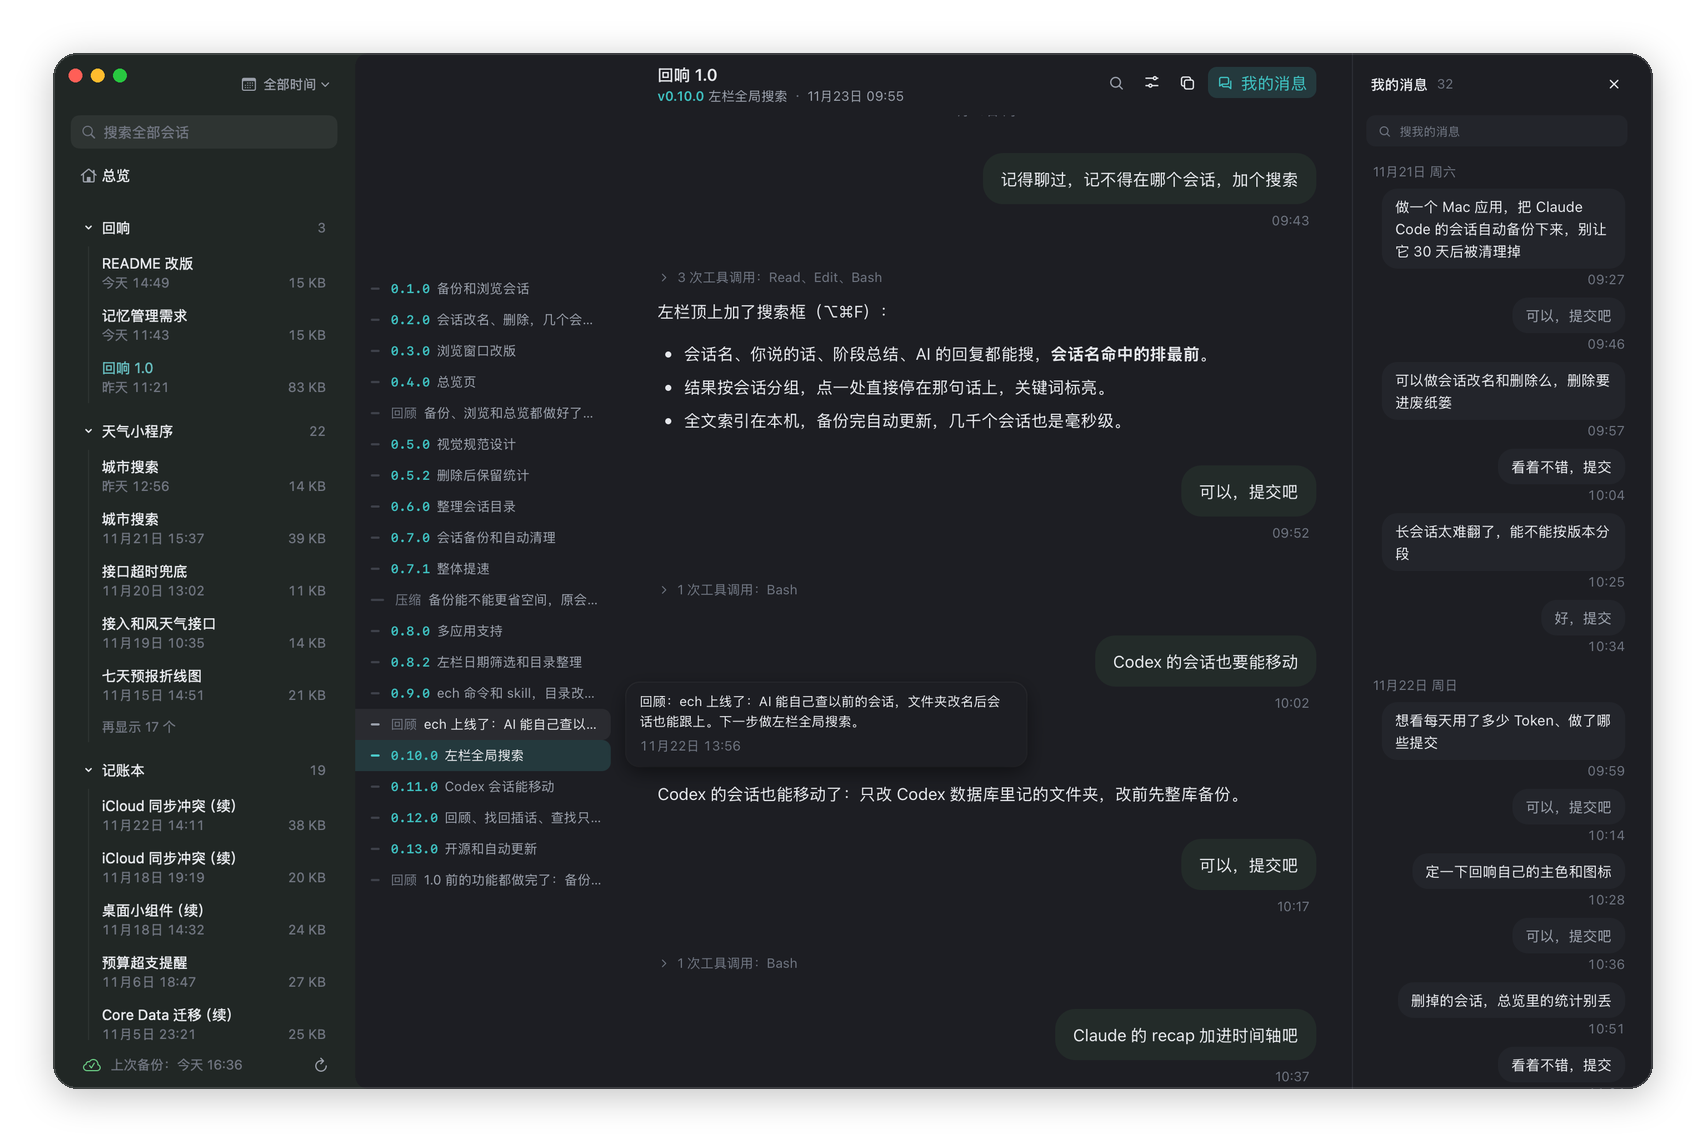 全部时间
搜索全部会话
总览
回响 3
README 改版
今天 14:49 15 KB
记忆管理需求
今天 11:43 15 KB
回响 1.0
昨天 11:21 83 KB
天气小程序 22
城市搜索
昨天 12:56 14 KB
城市搜索
11月21日 15:37 39 KB
接口超时兜底
11月20日 13:02 11 KB
接入和风天气接口
11月19日 10:35 14 KB
七天预报折线图
11月15日 14:51 21 KB
再显示 17 个
记账本 19
iCloud 同步冲突 (续)
11月22日 14:11 38 KB
iCloud 同步冲突 (续)
11月18日 19:19 20 KB
桌面小组件 (续)
11月18日 14:32 24 KB
预算超支提醒
11月6日 18:47 27 KB
Core Data 迁移 (续)
11月5日 23:21 25 KB
上次备份：今天 16:36
0.1.0 备份和浏览会话
0.2.0 会话改名、删除，几个会...
0.3.0 浏览窗口改版
0.4.0 总览页
回顾 备份、浏览和总览都做好了...
0.5.0 视觉规范设计
0.5.2 删除后保留统计
0.6.0 整理会话目录
0.7.0 会话备份和自动清理
0.7.1 整体提速
压缩 备份能不能更省空间，原会...
0.8.0 多应用支持
0.8.2 左栏日期筛选和目录整理
0.9.0 ech 命令和 skill，目录改...
回顾 ech 上线了：AI 能自己查以...
0.10.0 左栏全局搜索
0.11.0 Codex 会话能移动
0.12.0 回顾、找回插话、查找只...
0.13.0 开源和自动更新
回顾 1.0 前的功能都做完了：备份...
回响 1.0
v0.10.0 左栏全局搜索 · 11月23日 09:55
我的消息
记得聊过，记不得在哪个会话，加个搜索
09:43
3 次工具调用：Read、Edit、Bash
左栏顶上加了搜索框（⌥⌘F）：
• 会话名、你说的话、阶段总结、AI 的回复都能搜，会话名命中的排最前。
• 结果按会话分组，点一处直接停在那句话上，关键词标亮。
• 全文索引在本机，备份完自动更新，几千个会话也是毫秒级。
可以，提交吧
09:52
1 次工具调用：Bash
Codex 的会话也要能移动
10:02
回顾：ech 上线了：AI 能自己查以前的会话，文件夹改名后会
话也能跟上。下一步做左栏全局搜索。
11月22日 13:56
Codex 的会话也能移动了：只改 Codex 数据库里记的文件夹，改前先整库备份。
可以，提交吧
10:17
1 次工具调用：Bash
Claude 的 recap 加进时间轴吧
10:37
我的消息 32
搜我的消息
11月21日 周六
做一个 Mac 应用，把 Claude
Code 的会话自动备份下来，别让
它 30 天后被清理掉
09:27
可以，提交吧
09:46
可以做会话改名和删除么，删除要
进废纸篓
09:57
看着不错，提交
10:04
长会话太难翻了，能不能按版本分
段
10:25
好，提交
10:34
11月22日 周日
想看每天用了多少 Token、做了哪
些提交
09:59
可以，提交吧
10:14
定一下回响自己的主色和图标
10:28
可以，提交吧
10:36
删掉的会话，总览里的统计别丢
10:51
看着不错，提交